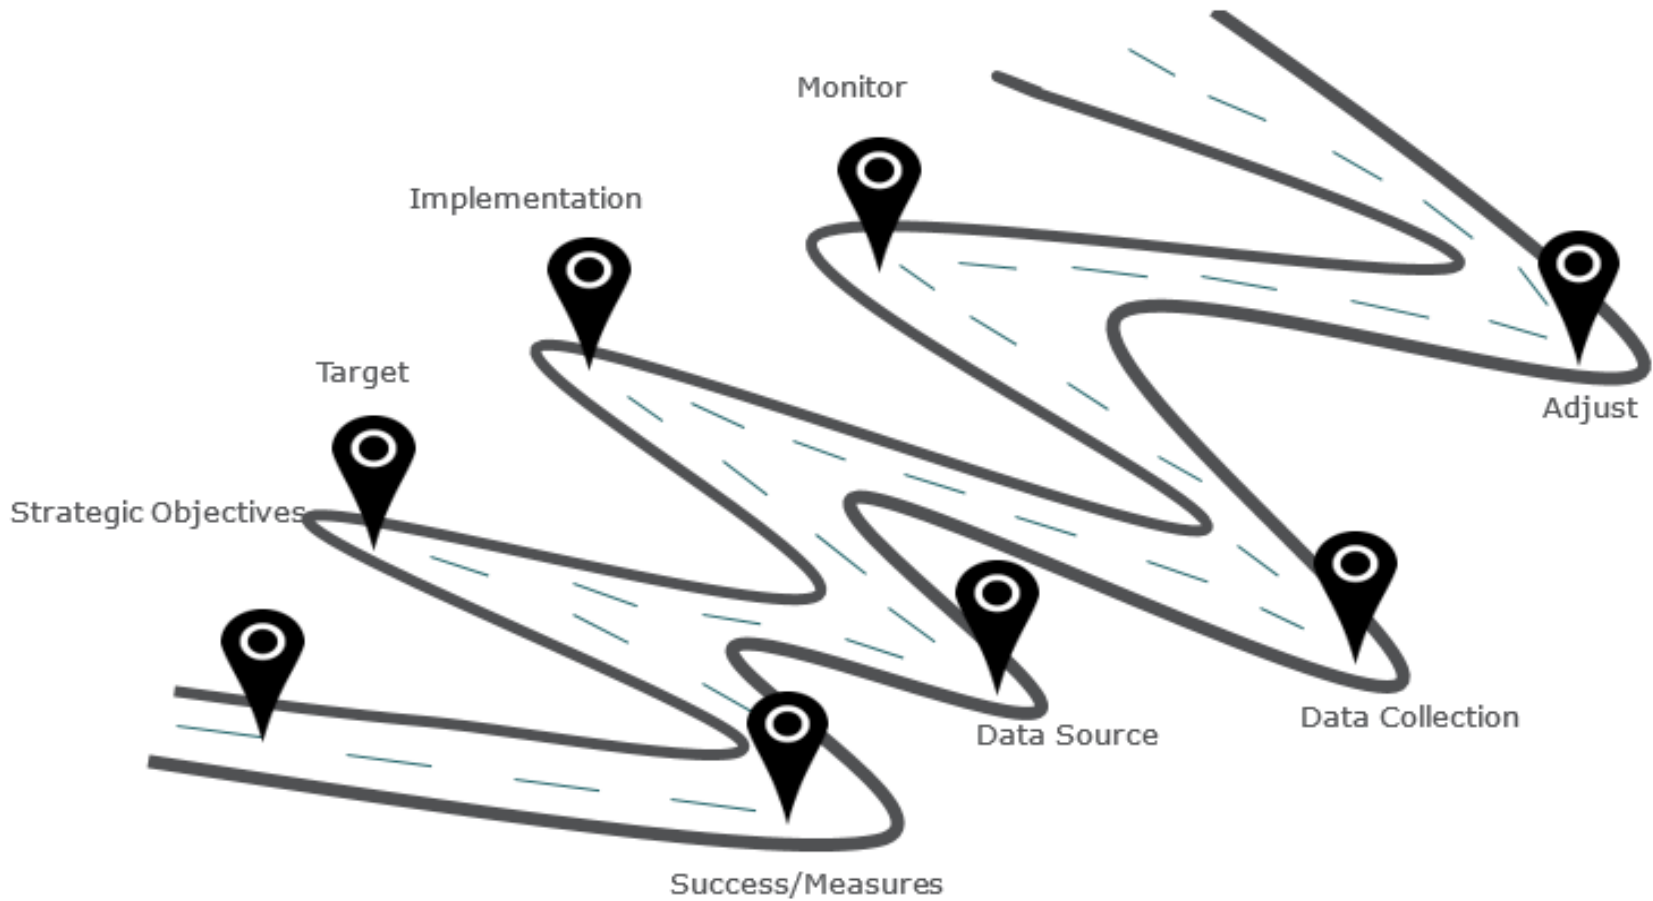 Monitor
Implementation
Target
Adjust
Strategic Objectives
Data Collection
Data Source
Success/Measures